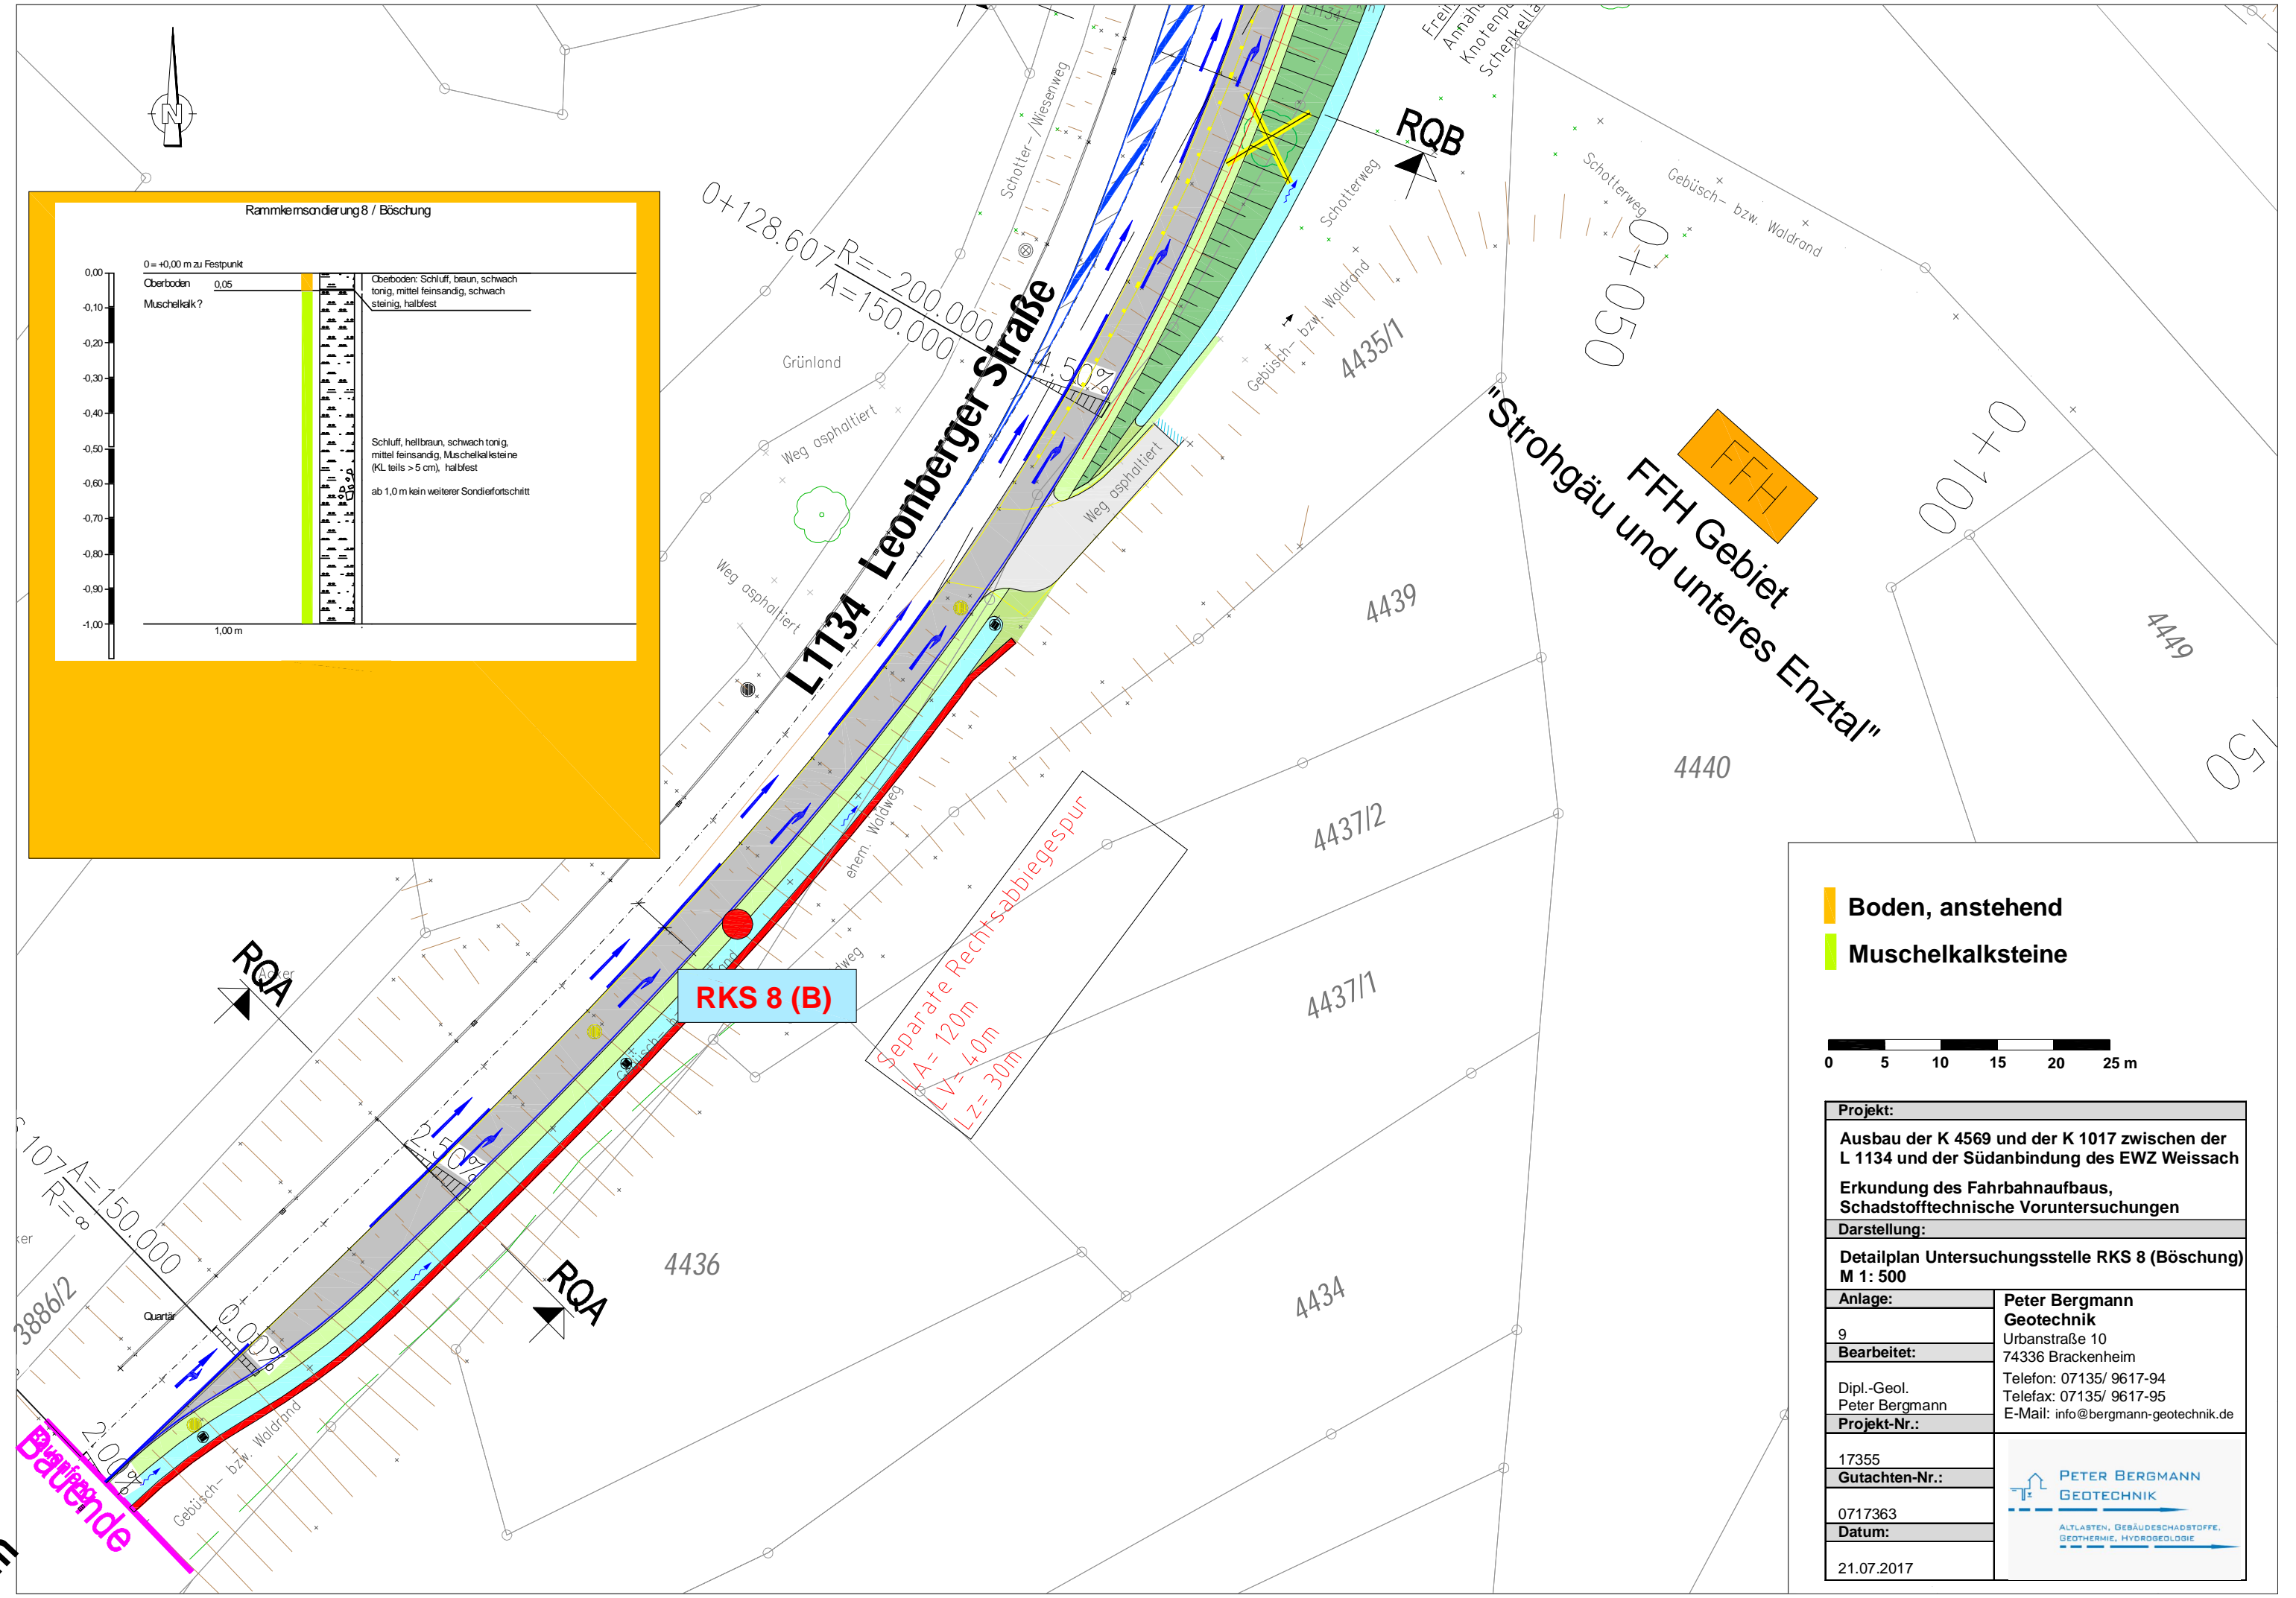 Rammkernsondierung 8 / Böschung
0 = +0,00 m zu Festpunkt
0,00
Oberboden
0,05
Muschelkalk ?
Oberboden: Schluff, braun, schwach
tonig, mittel feinsandig, schwach
steinig, halbfest
-0,10
-0,20
-0,30
-0,40
-0,50
-0,60
-0,70
-0,80
-0,90
-1,00
Schluff, hellbraun, schwach tonig,
mittel feinsandig, Muschelkalksteine
(KL teils > 5 cm), halbfest
ab 1,0 m kein weiterer Sondierfortschritt
1,00 m
N
L1134
Knotenp
Schenkella
Schotter-/Wiesenweg
RQB
Schotterweg
Schotterweg
Gebüsch- bzw. Waldrand
0+128.607
R=-200.000
A=150.000
4.50%
Grünland
Weg asphaltiert
Weg asphaltiert
Weg asphaltiert
Gebüsch- bzw. Waldrand
4435/1
0+050
0+100
L1134 Leonberger Straße
FFH
FFH Gebiet
"Strohgäu und unteres Enztal"
4439
4449
150
4440
4437/2
4437/1
ehem. Waldweg
Separate Rechtsabbiegespur
LA= 120m
LV= 40m
Lz= 30m
RQA
Acker
RKS 8 (B)
2.50%
A=150.000
R=∞
3886/2
Quartär
0.00%
RQA
4436
4434
2.00%
Gebüsch- bzw. Waldrand
Bauanfang
Bauende
Boden, anstehend
Muschelkalksteine
0 5 10 15 20 25 m
Projekt:
Ausbau der K 4569 und der K 1017 zwischen der
L 1134 und der Südanbindung des EWZ Weissach
Erkundung des Fahrbahnaufbaus,
Schadstofftechnische Voruntersuchungen
Darstellung:
Detailplan Untersuchungsstelle RKS 8 (Böschung)
M 1: 500
Anlage:
9
Bearbeitet:
Dipl.-Geol.
Peter Bergmann
Projekt-Nr.:
17355
Gutachten-Nr.:
0717363
Datum:
21.07.2017
Peter Bergmann
Geotechnik
Urbanstraße 10
74336 Brackenheim
Telefon: 07135/ 9617-94
Telefax: 07135/ 9617-95
E-Mail: info@bergmann-geotechnik.de
PETER BERGMANN
GEOTECHNIK
ALTLASTEN, GEBÄUDESCHADSTOFFE,
GEOTHERMIE, HYDROGEOLOGIE